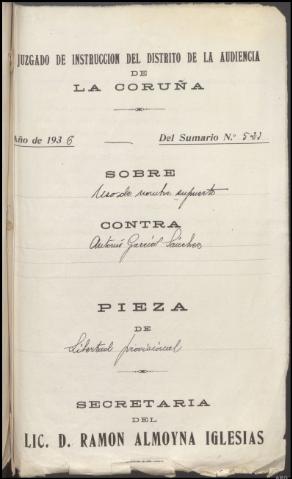 JUZGADO DE INSTRUCCION DEL DISTRITO DE LA AUDIENCIA
DE
LA CORUÑA
Año de 1936 Del Sumario N.º
SOBRE
Uso de nombre supuesto
CONTRA
Antonio García Sánchez
PIEZA
DE
Libertad provisional
SECRETARIA
DEL
LIC. D. RAMON ALMOYNA IGLESIAS